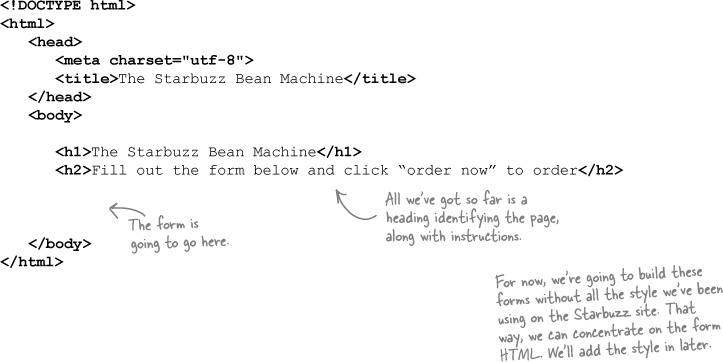 <!DOCTYPE html>
<html>
<head>
<meta charset="utf-8">
<title>The Starbuzz Bean Machine</title>
</head>
<body>
<h1>The Starbuzz Bean Machine</h1>
<h2>Fill out the form below and click “order now” to order</h2>
The form is
going to go here.
All we’ve got so far is a
heading identifying the page,
along with instructions.
</body>
</html>
For now, we’re going to build these
forms without all the style we’ve been
using on the Starbuzz site. That
way, we can concentrate on the form
HTML. We’ll add the style in later.